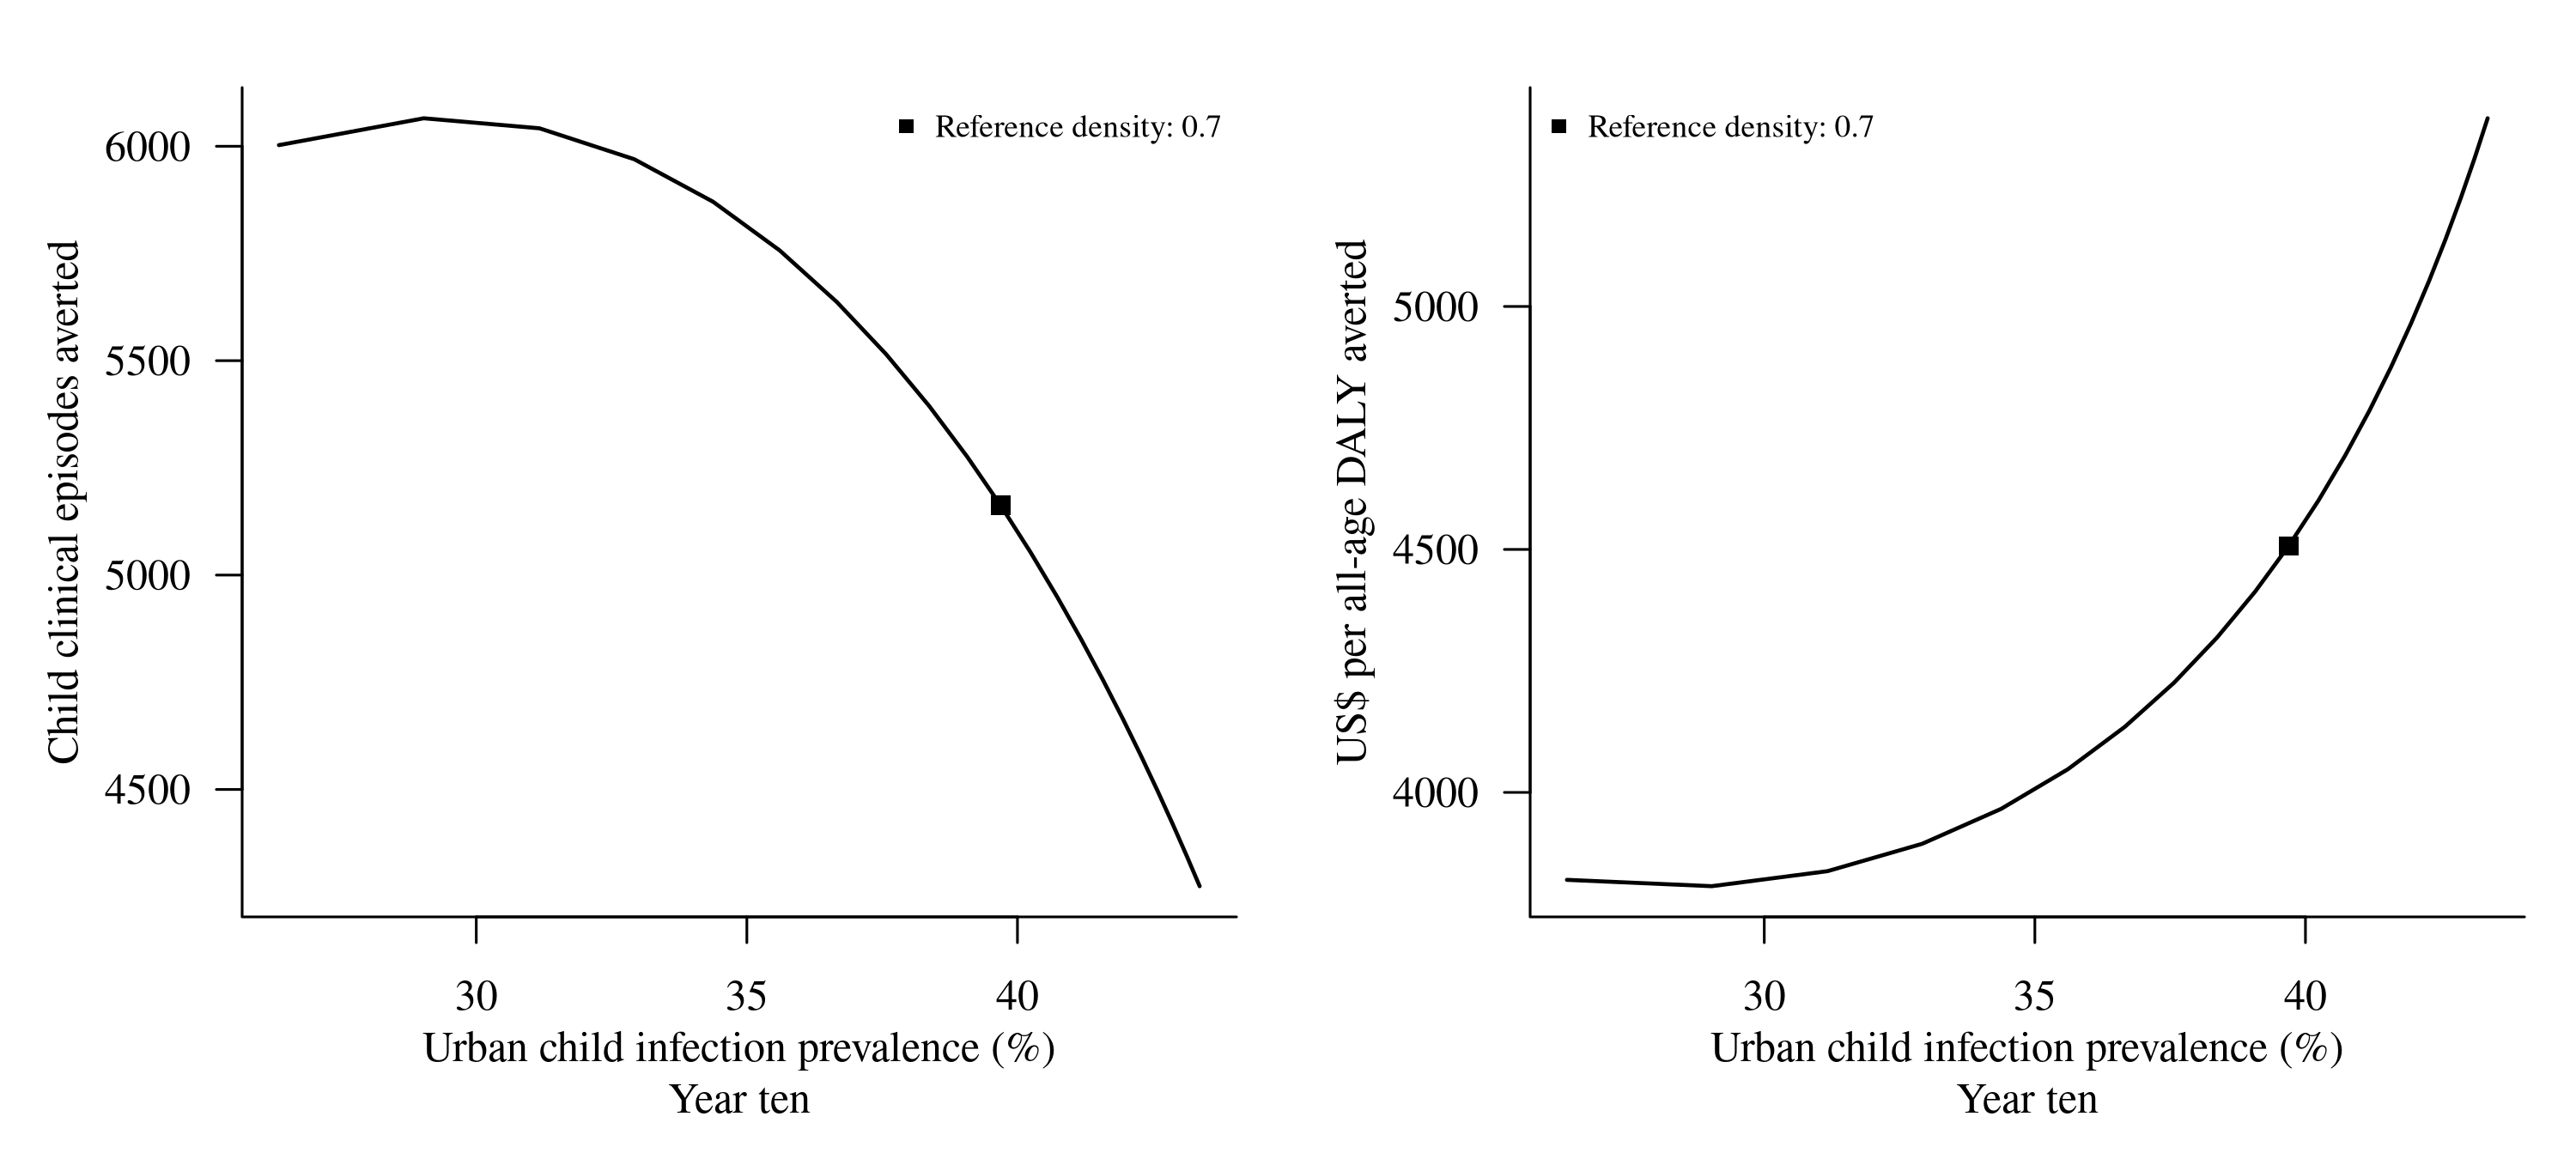 Reference density: 0.7
Child clinical episodes averted
6000
5500
5000
4500
30 35 40
Urban child infection prevalence (%)
Year ten
Reference density: 0.7
US$ per all-age DALY averted
5000
4500
4000
30 35 40
Urban child infection prevalence (%)
Year ten